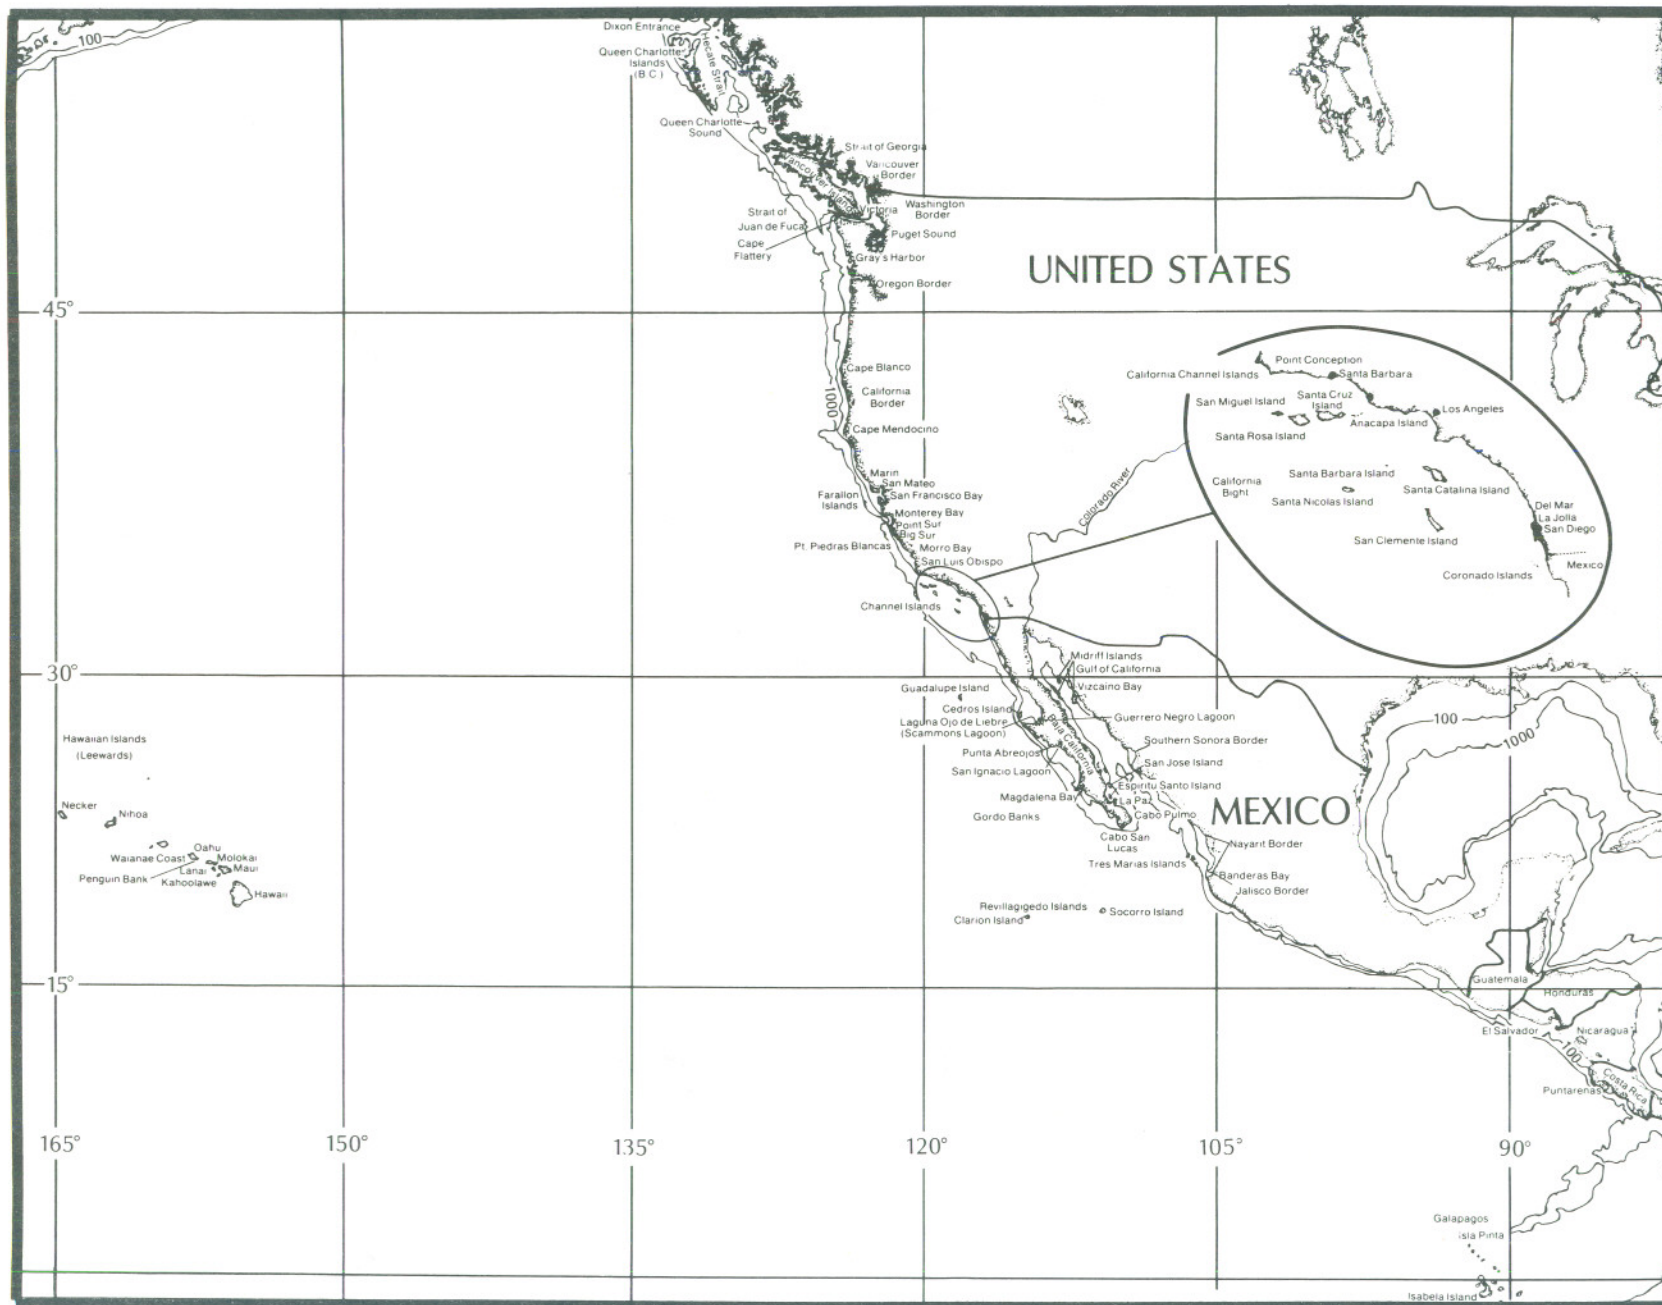 Dixon Entrance
100
Queen Charlotte
Islands
(B.C.)
Hecate Strait
Queen Charlotte
Sound
Strait of Georgia
Vancouver
Border
Vancouver Island
Victoria
Washington
Border
Strait of
Juan de Fuca
Puget Sound
Cape
Flattery
Gray's Harbor
UNITED STATES
Oregon Border
45°
Point Conception
California Channel Islands
Santa Barbara
Cape Blanco
California
Border
1000
San Miguel Island
Santa Cruz
Island
Los Angeles
Anacapa Island
Santa Rosa Island
Cape Mendocino
Marin
San Mateo
San Francisco Bay
Farallon
Islands
Colorado River
Santa Barbara Island
California
Bight
Santa Catalina Island
Santa Nicolas Island
Monterey Bay
Point Sur
Big Sur
Del Mar
La Jolla
San Diego
San Clemente Island
Pt. Piedras Blancas
Morro Bay
San Luis Obispo
Mexico
Coronado Islands
Channel Islands
Midriff Islands
Gulf of California
30°
Vizcaino Bay
Guadalupe Island
Cedros Island
Laguna Ojo de Liebre
(Scammons Lagoon)
Guerrero Negro Lagoon
Baja California
100
1000
Hawaiian Islands
(Leewards)
Southern Sonora Border
Punta Abreojos
San Jose Island
San Ignacio Lagoon
Espiritu Santo Island
Magdalena Bay
La Paz
Necker
Nihoa
Gordo Banks
Cabo Pulmo
MEXICO
Cabo San
Lucas
Nayarit Border
Oahu
Waianae Coast
Molokai
Tres Marias Islands
Lanai
Maui
Penguin Bank
Kahoolawe
Banderas Bay
Hawaii
Jalisco Border
Revillagigedo Islands
Socorro Island
Clarion Island
15°
Guatemala
Honduras
El Salvador
Nicaragua
100
Costa Rica
Puntarenas
165°
150°
135°
120°
105°
90°
Galapagos
Isla Pinta
Isabela Island